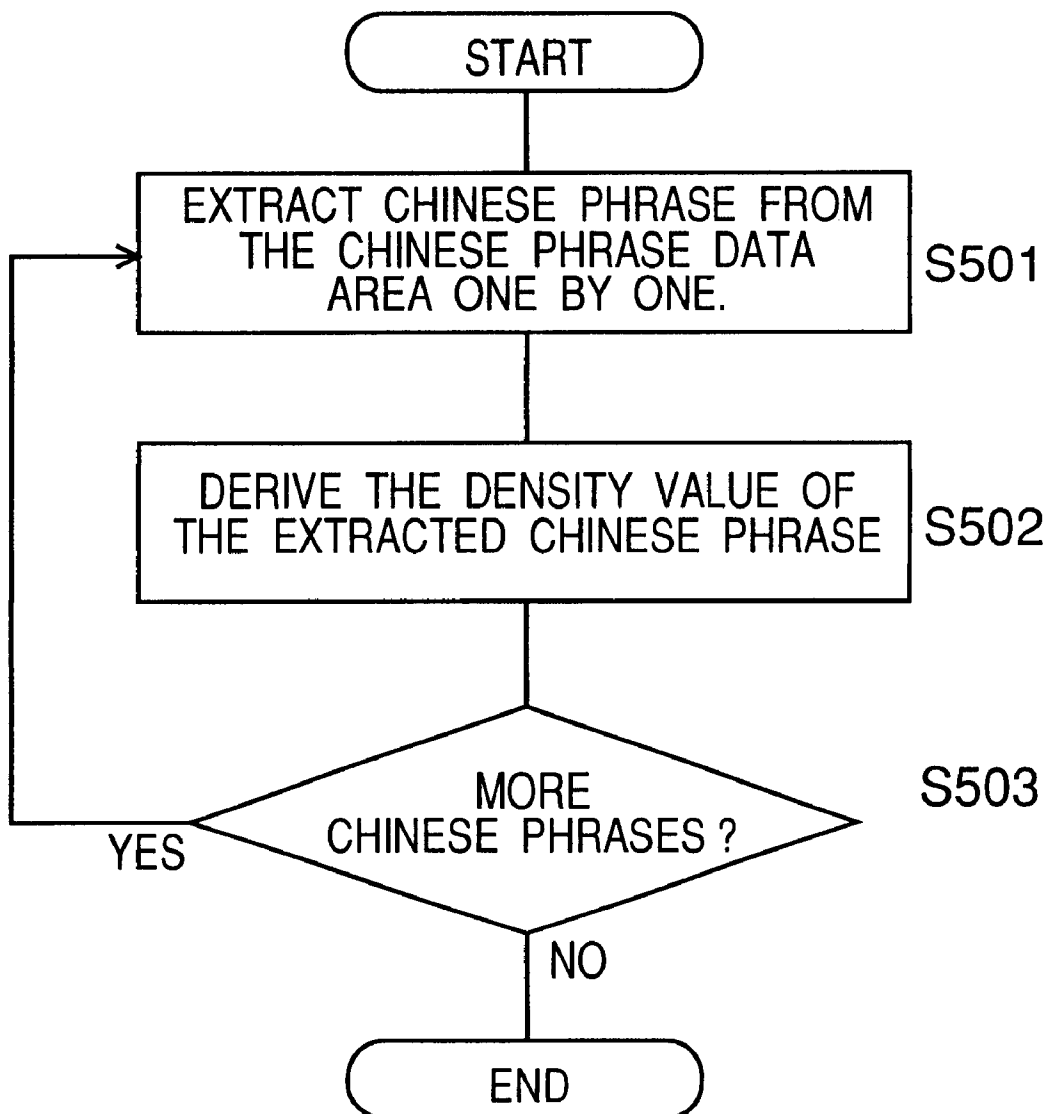 START
EXTRACT CHINESE PHRASE FROM
THE CHINESE PHRASE DATA
AREA ONE BY ONE.
S501
DERIVE THE DENSITY VALUE OF
THE EXTRACTED CHINESE PHRASE
S502
MORE
CHINESE PHRASES ?
S503
YES
NO
END